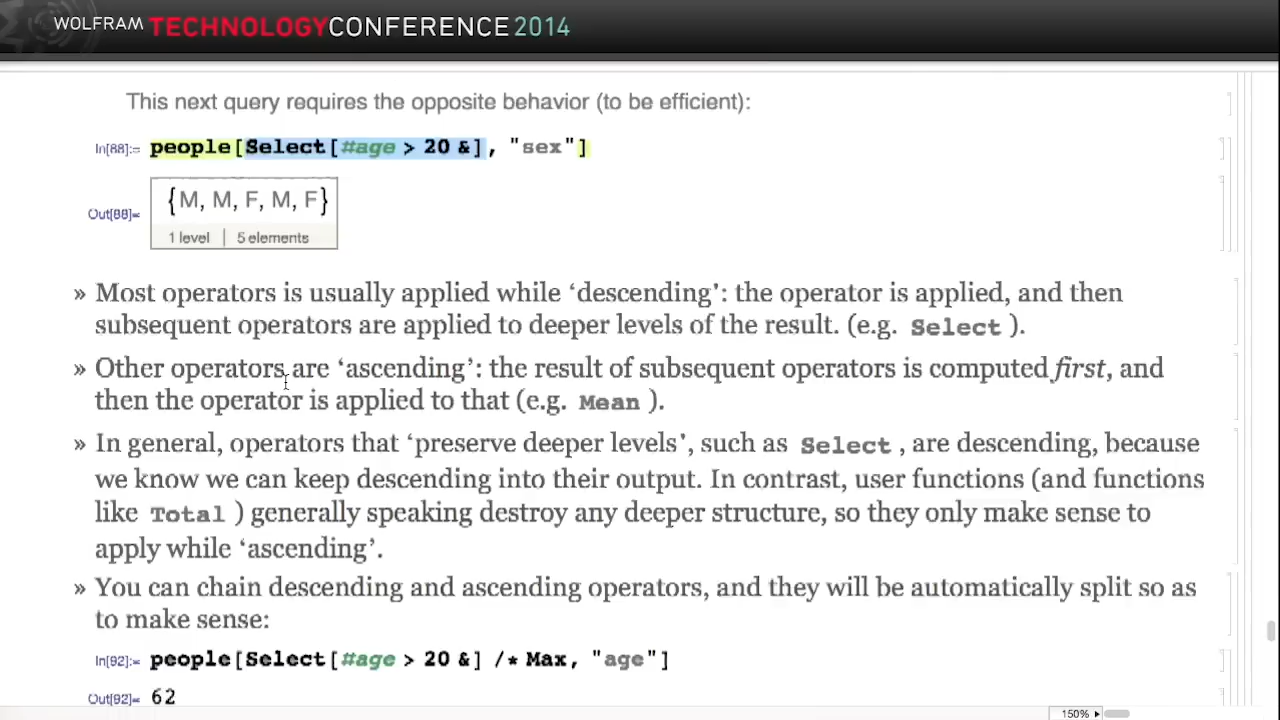 WOLFRAM TECHNOLOGYCONFERENCE 2014
This next query requires the opposite behavior (to be efficient):
In[88]:= people[Select[#age > 20 &], "sex"]
{M, M, F, M, F}
Out[88]=
1 level | 5 elements
» Most operators is usually applied while ‘descending’: the operator is applied, and then
subsequent operators are applied to deeper levels of the result. (e.g. Select ).
» Other operators are ‘ascending’: the result of subsequent operators is computed first, and
then the operator is applied to that (e.g. Mean ).
» In general, operators that ‘preserve deeper levels’, such as Select , are descending, because
we know we can keep descending into their output. In contrast, user functions (and functions
like Total ) generally speaking destroy any deeper structure, so they only make sense to
apply while ‘ascending’.
» You can chain descending and ascending operators, and they will be automatically split so as
to make sense:
In[92]:= people[Select[#age > 20 &] /* Max, "age"]
Out[92]= 62
150%